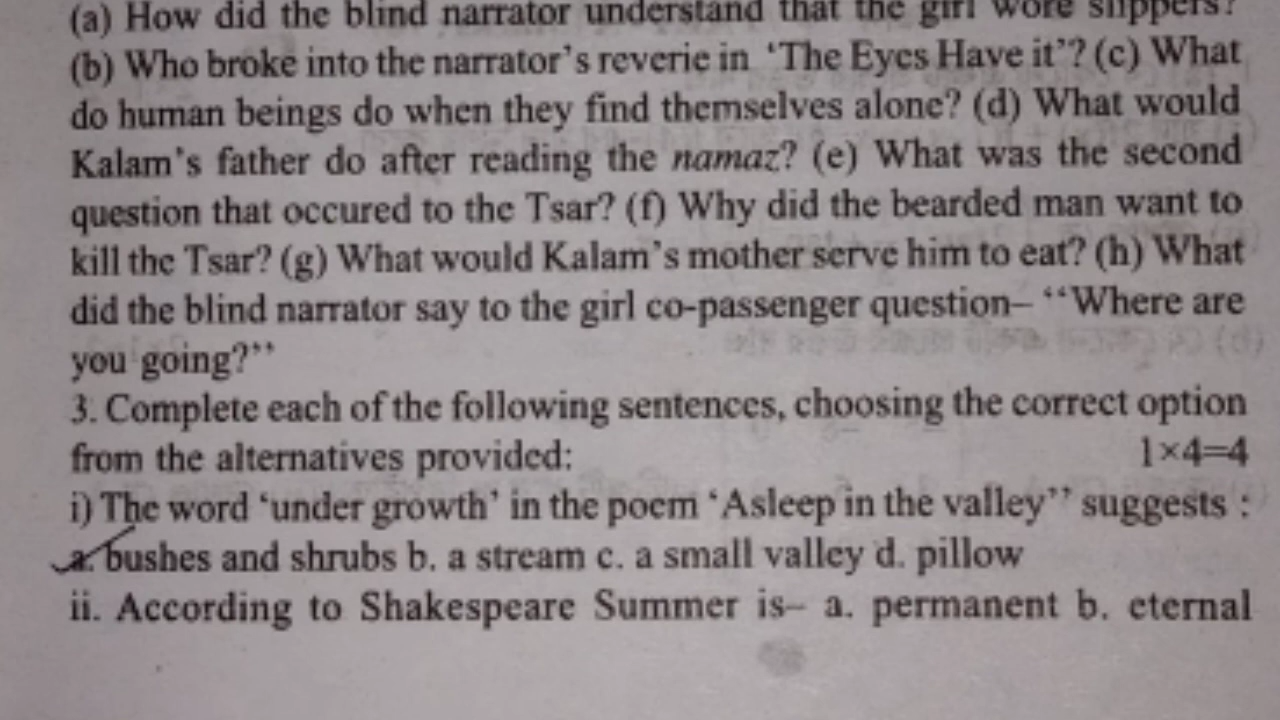 (a) How did the blind narrator understand that the girl wore slippers?
(b) Who broke into the narrator's reverie in 'The Eyes Have it'? (c) What
do human beings do when they find themselves alone? (d) What would
Kalam's father do after reading the namaz? (e) What was the second
question that occured to the Tsar? (f) Why did the bearded man want to
kill the Tsar? (g) What would Kalam's mother serve him to eat? (h) What
did the blind narrator say to the girl co-passenger question– "Where are
you going?"
3. Complete each of the following sentences, choosing the correct option
from the alternatives provided: 1×4=4
i) The word 'under growth' in the poem 'Asleep in the valley" suggests :
a. bushes and shrubs b. a stream c. a small valley d. pillow
ii. According to Shakespeare Summer is– a. permanent b. eternal